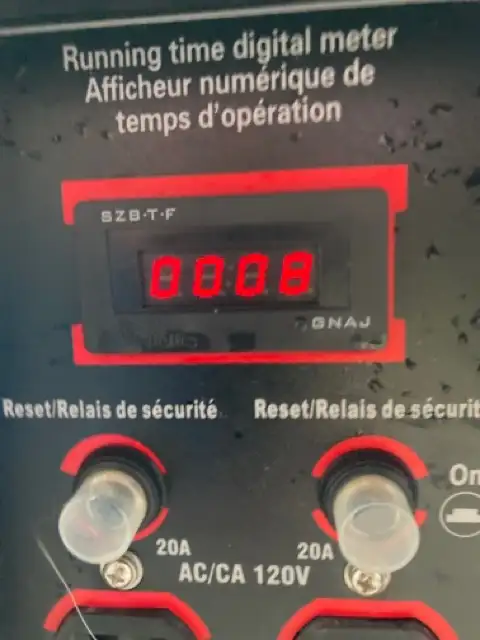 Running time digital meter
Afficheur numérique de
temps d'opération
SZB·T·F
0008
GNAJ
Reset/Relais de sécurité
Reset/Relais de sécurit
On
20A
20A
AC/CA 120V